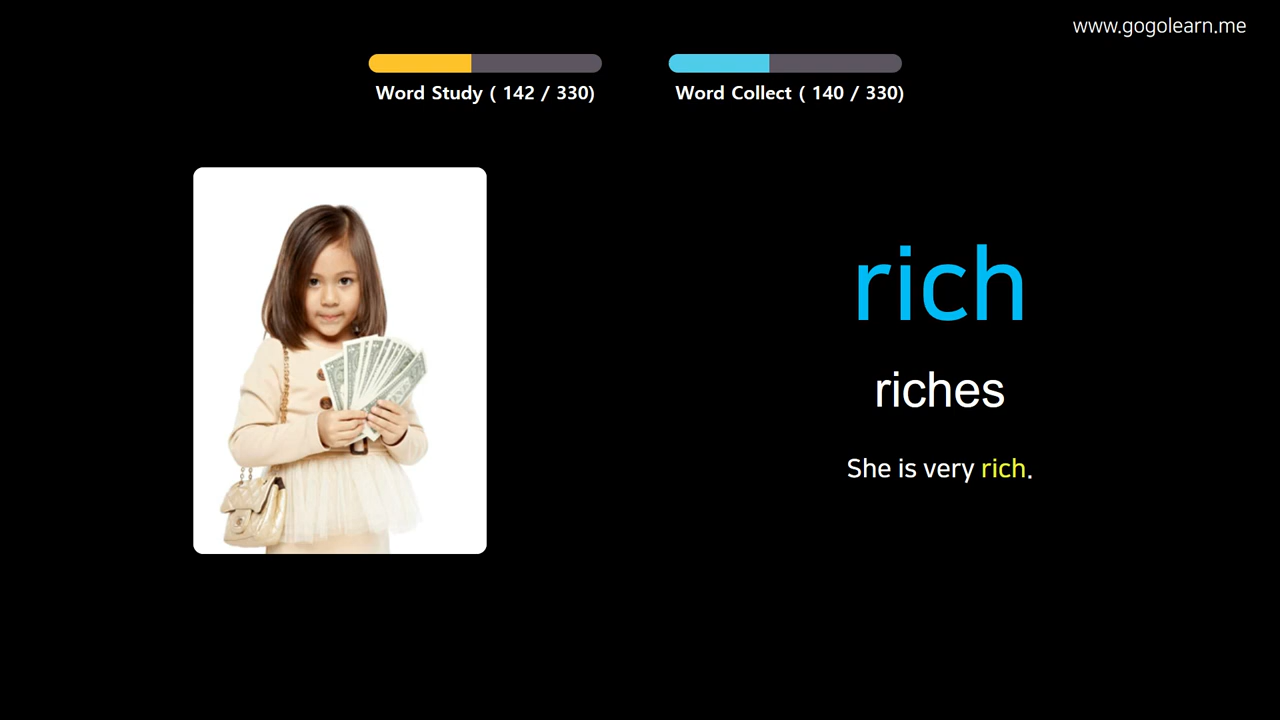 www.gogolearn.me
Word Study ( 142 / 330)
Word Collect ( 140 / 330)
rich
riches
She is very rich.